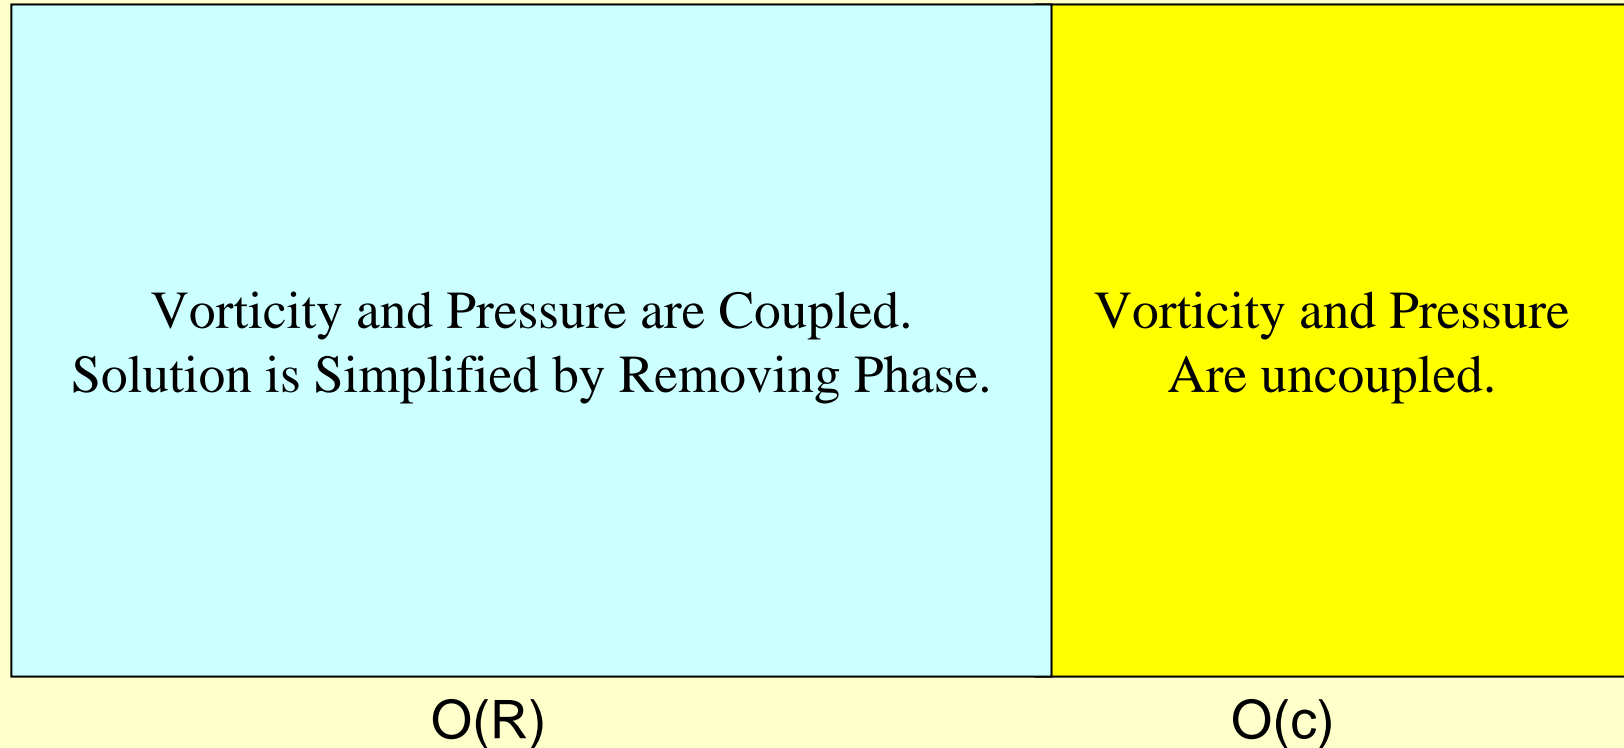 Vorticity and Pressure are Coupled.
Solution is Simplified by Removing Phase.
Vorticity and Pressure
Are uncoupled.
O(R)
O(c)